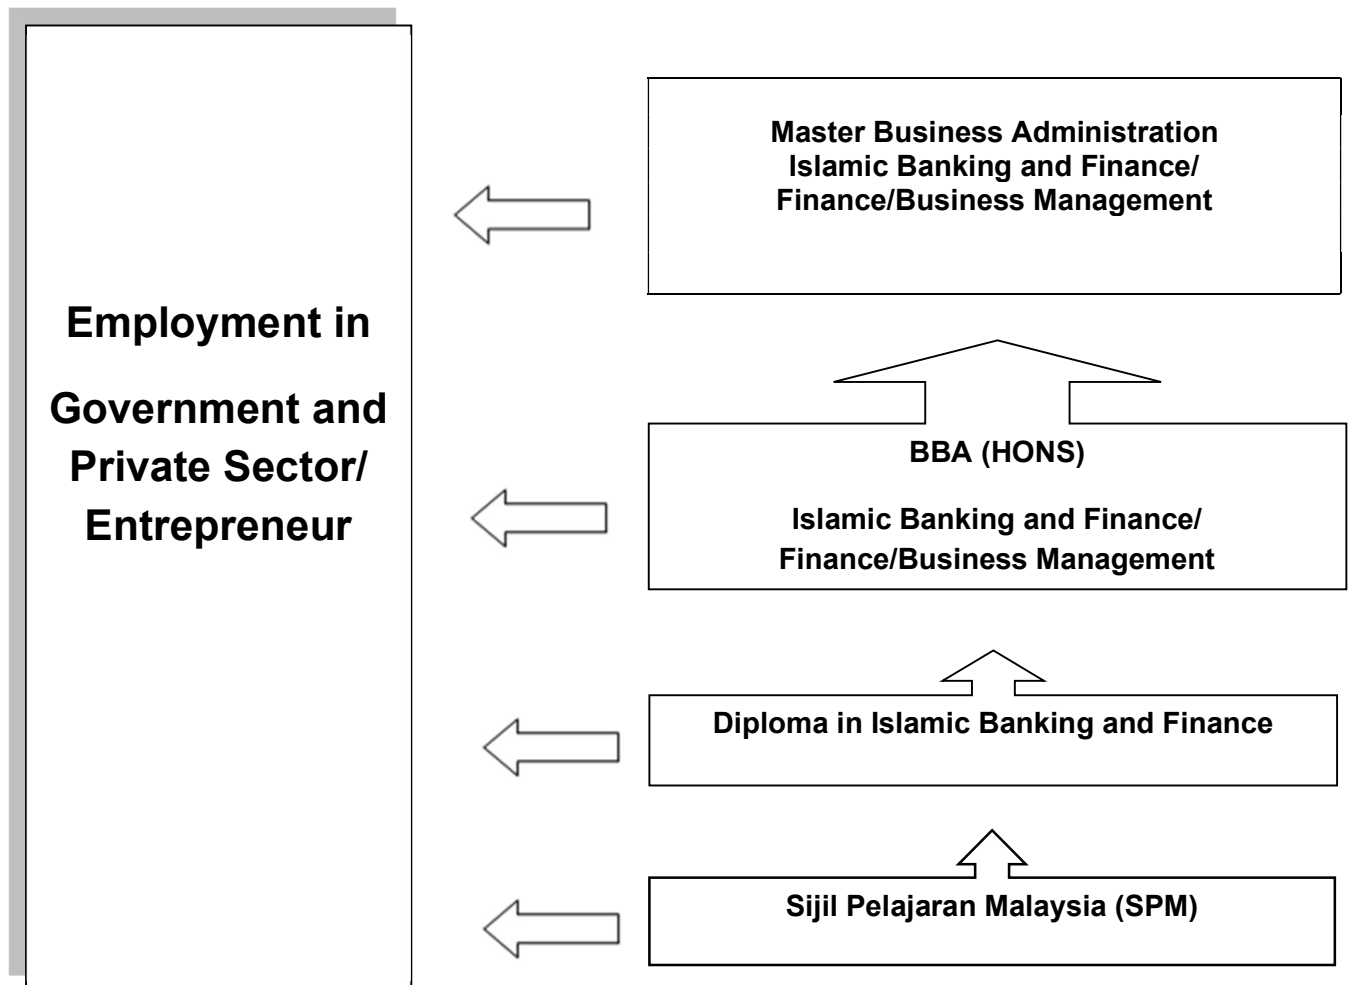 Employment in
Government and
Private Sector/
Entrepreneur
Master Business Administration
Islamic Banking and Finance/
Finance/Business Management
BBA (HONS)
Islamic Banking and Finance/
Finance/Business Management
Diploma in Islamic Banking and Finance
Sijil Pelajaran Malaysia (SPM)